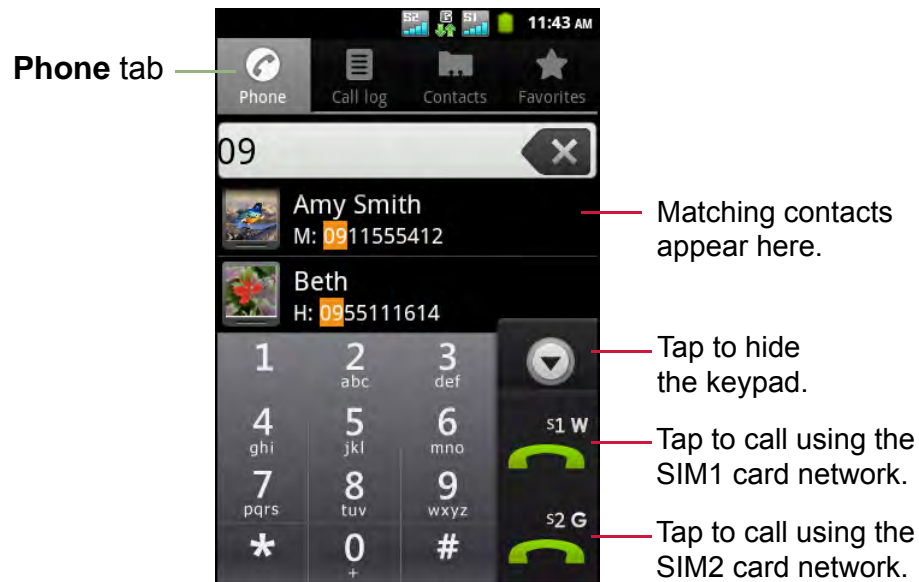 S2 E S1 11:43 AM
Phone tab
Phone Call log Contacts Favorites
09
Amy Smith
M: 0911555412
Matching contacts
appear here.
Beth
H: 0955111614
1 2 abc 3 def
Tap to hide
the keypad.
4 ghi 5 jkl 6 mno
S1 W
Tap to call using the
SIM1 card network.
7 pqrs 8 tuv 9 wxyz
S2 G
* 0 + #
Tap to call using the
SIM2 card network.